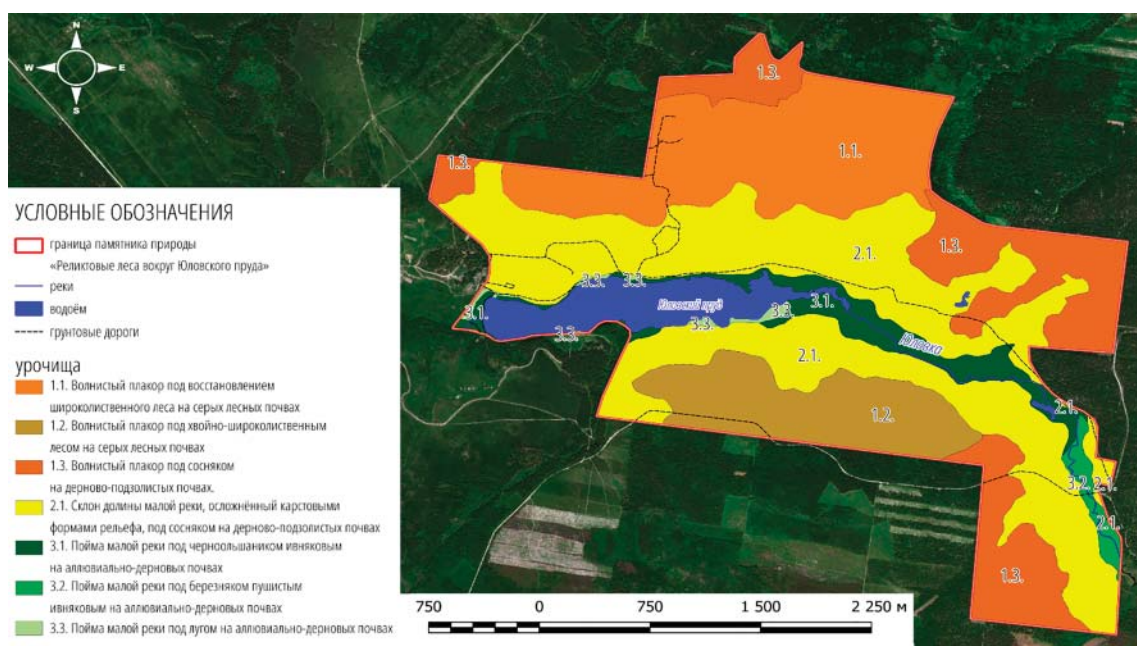 N
W E
S
1.3.
1.1.
1.3.
2.1.
1.3.
3.3. 3.3.
3.1.
Юловский пруд
3.3.
3.1.
3.3.
3.3.
Юловка
2.1.
1.2.
2.1.
3.2.
2.1.
2.1.
1.3.
УСЛОВНЫЕ ОБОЗНАЧЕНИЯ
граница памятника природы
«Реликтовые леса вокруг Юловского пруда»
реки
водоём
грунтовые дороги
урочища
1.1. Волнистый плакор под восстановлением
широколиственного леса на серых лесных почвах
1.2. Волнистый плакор под хвойно-широколиственным
лесом на серых лесных почвах
1.3. Волнистый плакор под сосняком
на дерново-подзолистых почвах.
2.1. Склон долины малой реки, осложнённый карстовыми
формами рельефа, под сосняком на дерново-подзолистых почвах
3.1. Пойма малой реки под черноольшаником ивняковым
на аллювиально-дерновых почвах
3.2. Пойма малой реки под березняком пушистым
ивняковым на аллювиально-дерновых почвах
3.3. Пойма малой реки под лугом на аллювиально-дерновых почвах
750 0 750 1 500 2 250 м